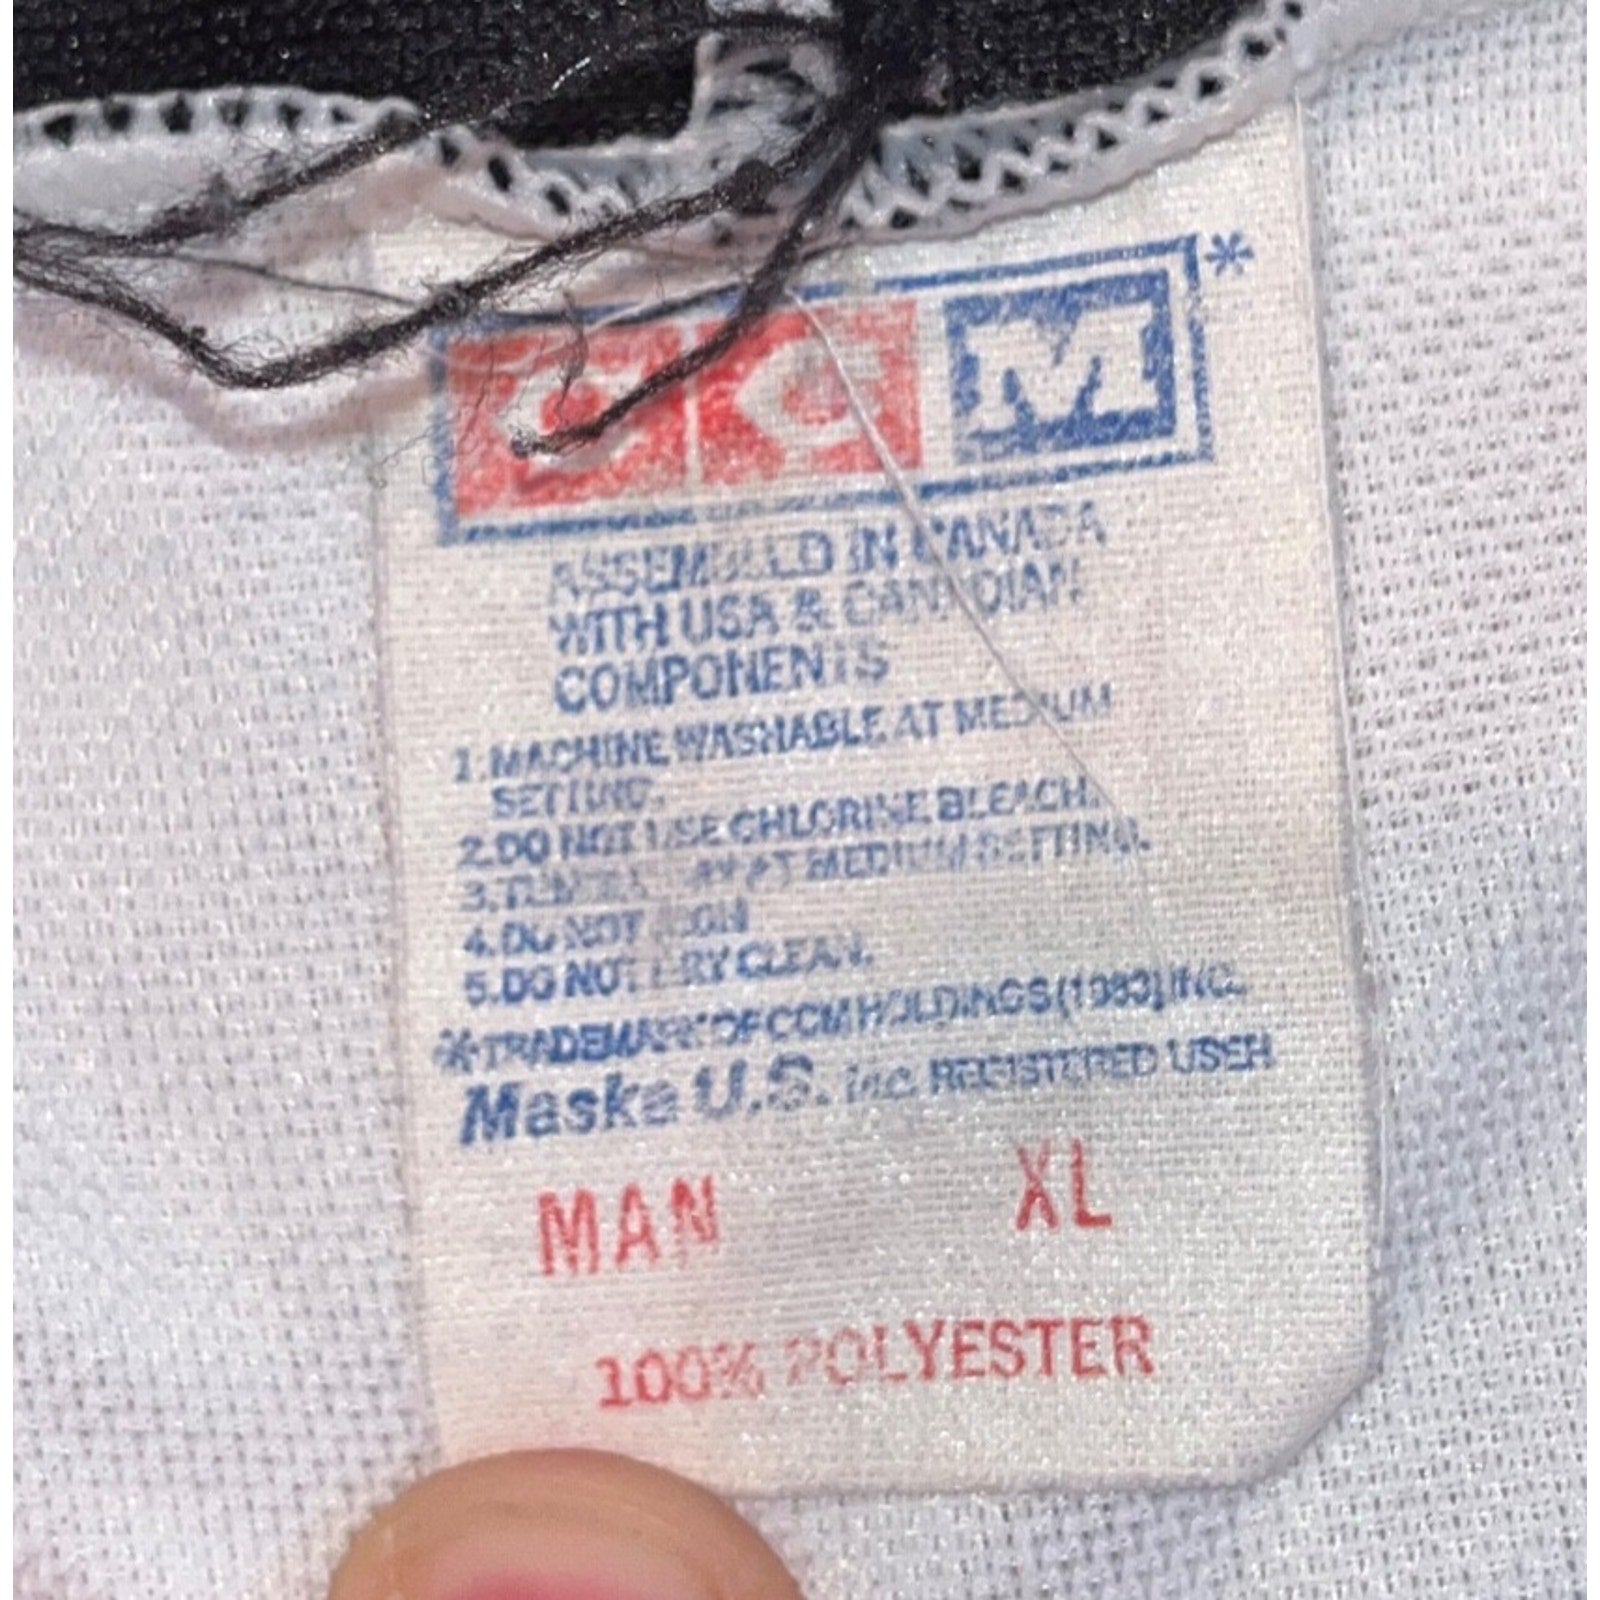 CCM*
ASSEMBLED IN CANADA
WITH USA & CANADIAN
COMPONENTS
1. MACHINE WASHABLE AT MEDIUM
SETTING.
2. DO NOT USE CHLORINE BLEACH.
3. TUMBLE DRY AT MEDIUM SETTING.
4. DO NOT IRON
5. DO NOT DRY CLEAN.
*TRADEMARK OF CCM HOLDINGS (1983) INC.
Maska U.S. Inc. REGISTERED USER
MAN XL
100% POLYESTER